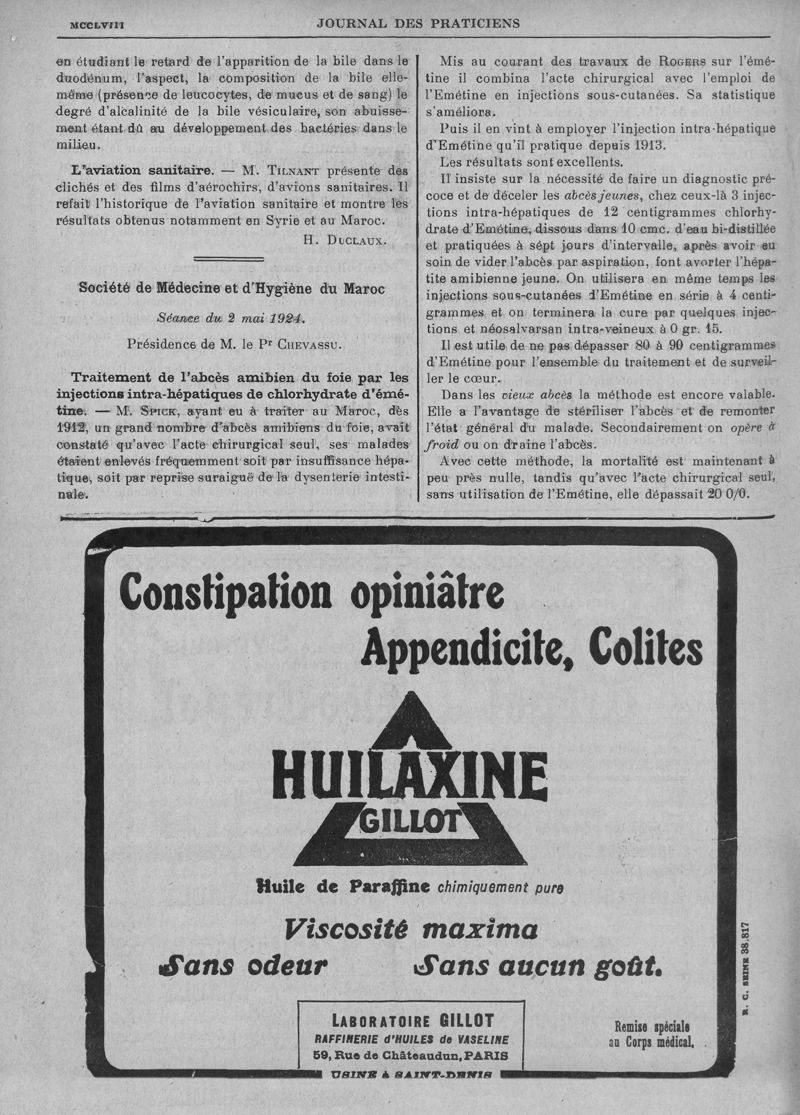 MCCLVIII
JOURNAL DES PRATICIENS
en étudiant le retard de l'apparition de la bile dans le
duodénum, l'aspect, la composition de la bile elle-
même (présence de leucocytes, de mucus et de sang) le
degré d'alcalinité de la bile vésiculaire, son abuisse-
ment étant dû au développement des bactéries dans le
milieu.
L'aviation sanitaire. — M. TILNANT présente des
clichés et des films d'aérochirs, d'avions sanitaires. Il
refait l'historique de l'aviation sanitaire et montre les
résultats obtenus notamment en Syrie et au Maroc.
H. DUCLAUX.
Société de Médecine et d'Hygiène du Maroc
Séance du 2 mai 1924.
Présidence de M. le Pr CHEVASSU.
Traitement de l'abcès amibien du foie par les
injections intra-hépatiques de chlorhydrate d'émé-
tine. — M. SPICK, ayant eu à traiter au Maroc, dès
1912, un grand nombre d'abcès amibiens du foie, avait
constaté qu'avec l'acte chirurgical seul, ses malades
étaient enlevés fréquemment soit par insuffisance hépa-
tique, soit par reprise suraiguë de la dysenterie intesti-
nale.
Mis au courant des travaux de ROGERS sur l'émé-
tine il combina l'acte chirurgical avec l'emploi de
l'Emétine en injections sous-cutanées. Sa statistique
s'améliora.
Puis il en vint à employer l'injection intra-hépatique
d'Emétine qu'il pratique depuis 1913.
Les résultats sont excellents.
Il insiste sur la nécessité de faire un diagnostic pré-
coce et de déceler les abcès jeunes, chez ceux-là 3 injec-
tions intra-hépatiques de 12 centigrammes chlorhy-
drate d'Emétine, dissous dans 10 cmc. d'eau bi-distillée
et pratiquées à sépt jours d'intervalle, après avoir eu
soin de vider l'abcès par aspiration, font avorter l'hépa-
tite amibienne jeune. On utilisera en même temps les
injections sous-cutanées d'Emétine en série à 4 centi-
grammes et on terminera la cure par quelques injec-
tions et néosalvarsan intra-veineux à 0 gr. 15.
Il est utile de ne pas dépasser 80 à 90 centigrammes
d'Emétine pour l'ensemble du traitement et de surveil-
ler le cœur.
Dans les vieux abcès la méthode est encore valable.
Elle a l'avantage de stériliser l'abcès et de remonter
l'état général du malade. Secondairement on opère à
froid ou on draine l'abcès.
Avec cette méthode, la mortalité est maintenant à
peu près nulle, tandis qu'avec l'acte chirurgical seul,
sans utilisation de l'Emétine, elle dépassait 20 0/0.
Constipation opiniâtre
Appendicite, Colites
HUILAXINE
GILLOT
Huile de Paraffine chimiquement pure
Viscosité maxima
Sans odeur Sans aucun goût.
LABORATOIRE GILLOT
RAFFINERIE d'HUILES de VASELINE
59, Rue de Châteaudun, PARIS
USINE à SAINT-DENIS
Remise spéciale
au Corps médical.
R. C. SEINE 38.817